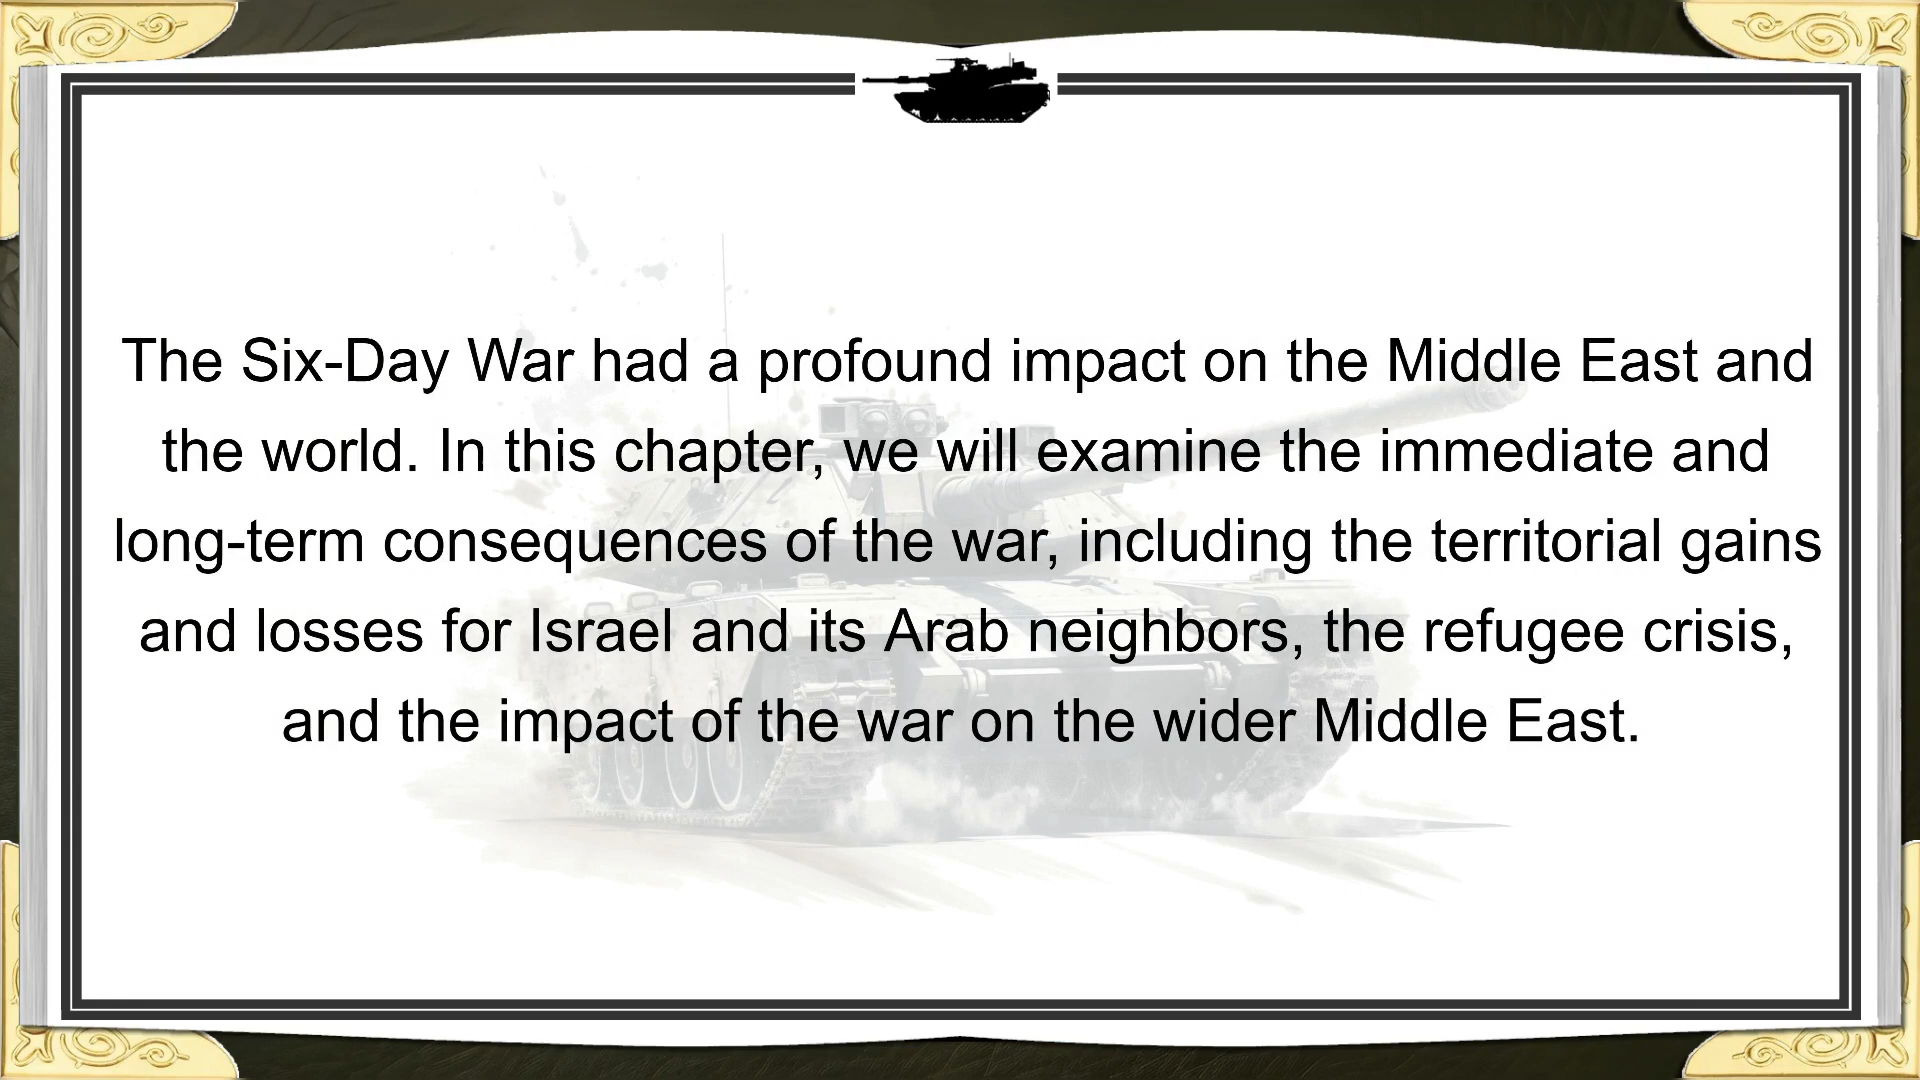 The Six-Day War had a profound impact on the Middle East and
the world. In this chapter, we will examine the immediate and
long-term consequences of the war, including the territorial gains
and losses for Israel and its Arab neighbors, the refugee crisis,
and the impact of the war on the wider Middle East.